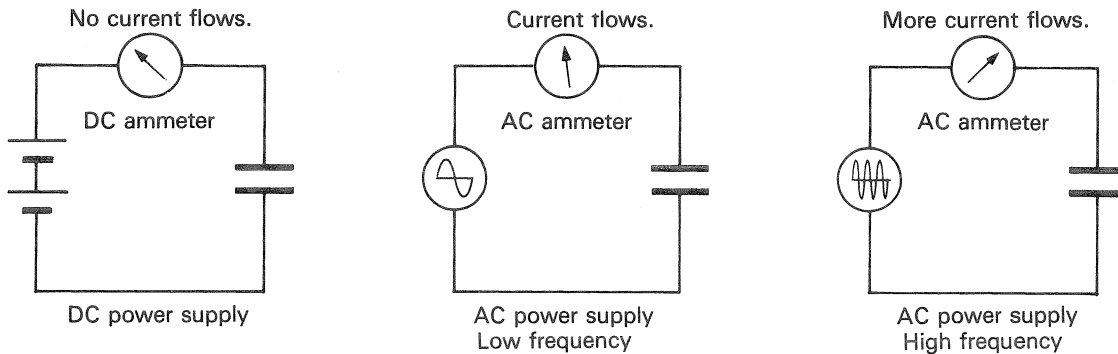 No current flows.
DC ammeter
DC power supply
Current flows.
AC ammeter
AC power supply
Low frequency
More current flows.
AC ammeter
AC power supply
High frequency